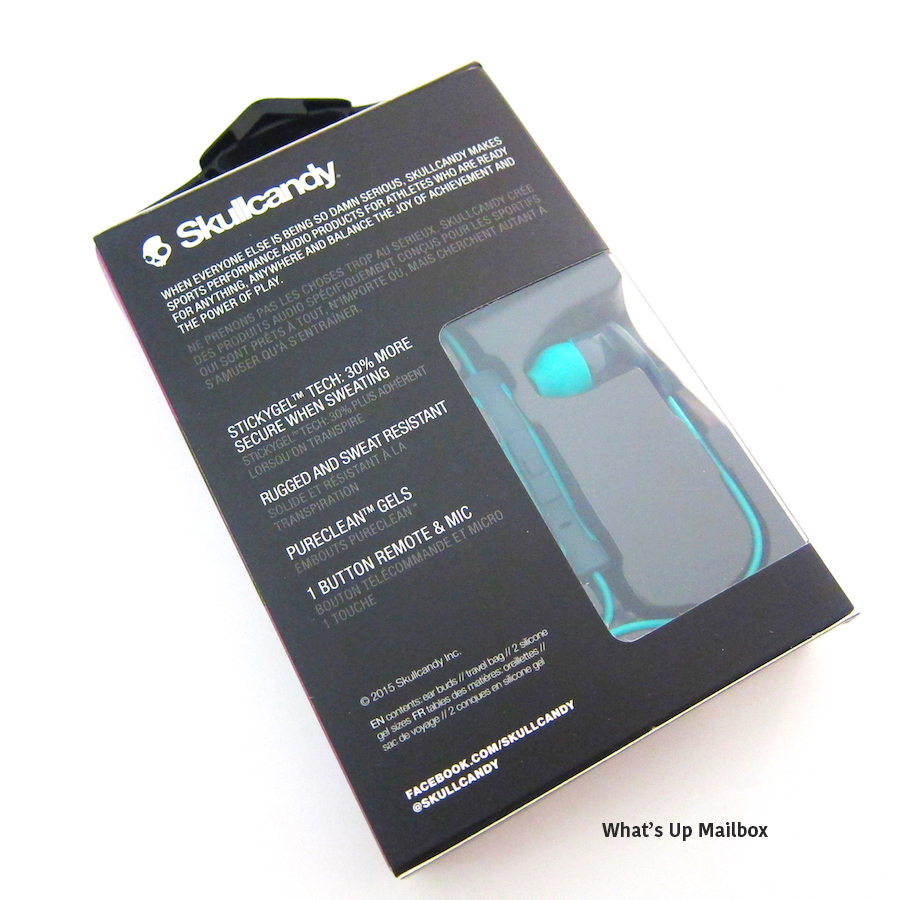 Skullcandy
WHEN EVERYONE ELSE IS BEING SO DAMN SERIOUS, SKULLCANDY MAKES
SPORTS PERFORMANCE AUDIO PRODUCTS FOR ATHLETES WHO ARE READY
FOR ANYTHING, ANYWHERE AND BALANCE THE JOY OF ACHIEVEMENT AND
THE POWER OF PLAY.
NE PRENONS PAS LES CHOSES TROP AU SÉRIEUX. SKULLCANDY CRÉE
DES PRODUITS AUDIO SPÉCIFIQUEMENT CONÇUS POUR LES SPORTIFS
QUI SONT PRÊTS À TOUT, N'IMPORTE OÙ, MAIS CHERCHENT AUTANT À
S'AMUSER QU'À S'ENTRAÎNER.
STICKYGEL™ TECH: 30% MORE
SECURE WHEN SWEATING
STICKYGEL™ TECH: 30% PLUS ADHÉRENT
LORSQU'ON TRANSPIRE
RUGGED AND SWEAT RESISTANT
SOLIDE ET RÉSISTANT À LA
TRANSPIRATION
PURECLEAN™ GELS
EMBOUTS PURECLEAN™
1 BUTTON REMOTE & MIC
BOUTON TÉLÉCOMMANDE ET MICRO
1 TOUCHE
© 2015 Skullcandy Inc.
EN contents: ear buds // travel bag // 2 silicone
gel sizes FR tables des matières: oreillettes //
sac de voyage // 2 conques en silicone gel
FACEBOOK.COM/SKULLCANDY
@SKULLCANDY
What's Up Mailbox